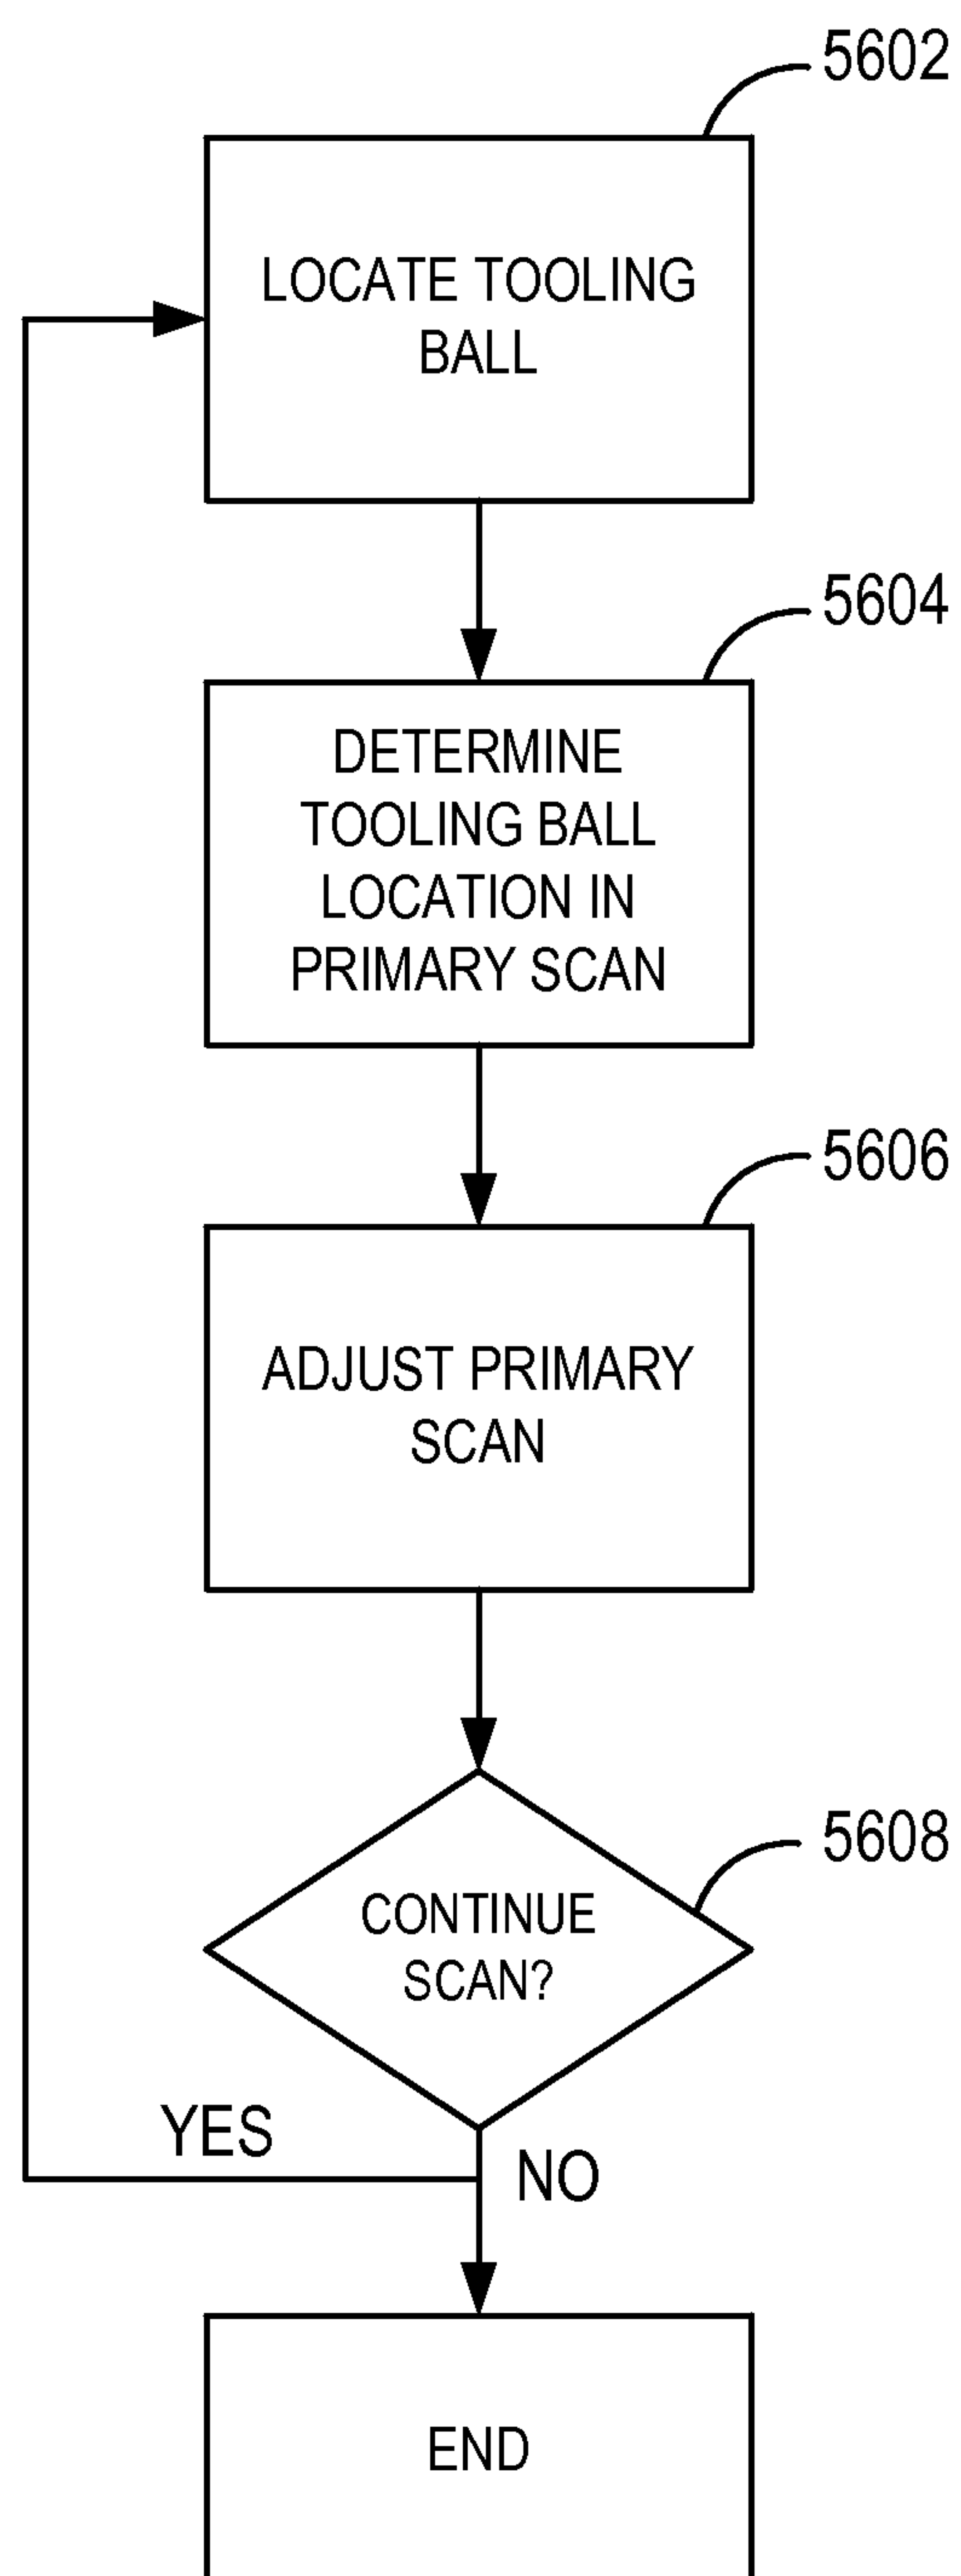 5602
LOCATE TOOLING
BALL
5604
DETERMINE
TOOLING BALL
LOCATION IN
PRIMARY SCAN
5606
ADJUST PRIMARY
SCAN
5608
CONTINUE
SCAN?
YES
NO
END